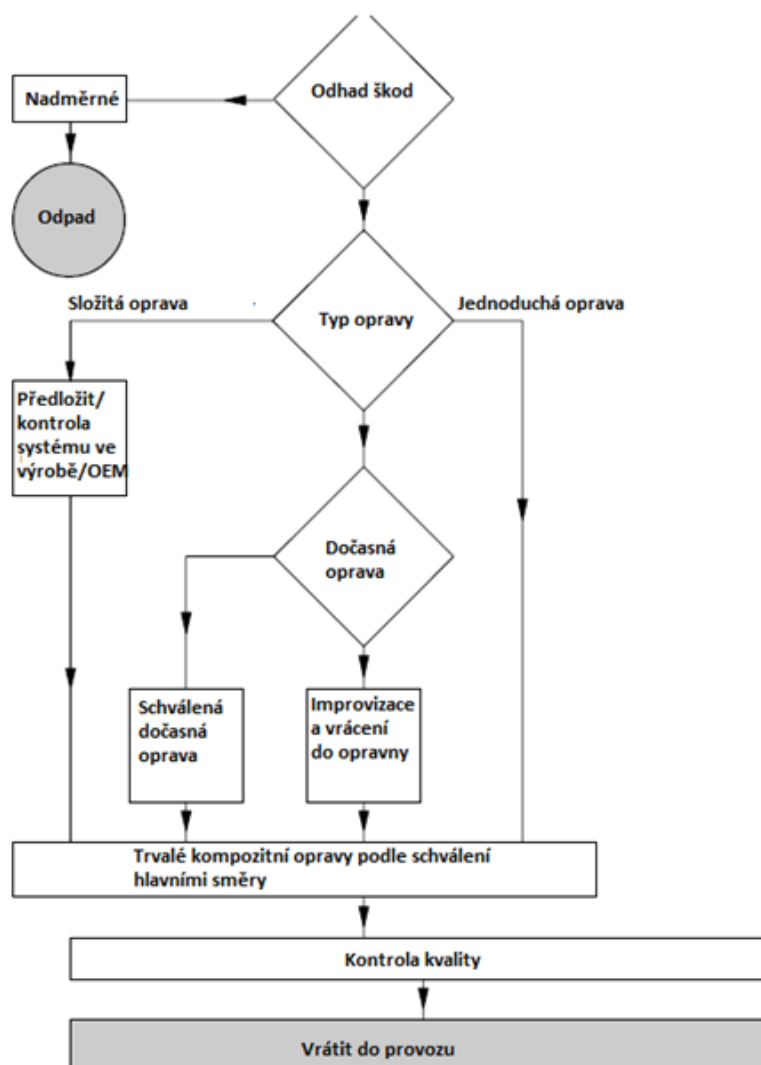 Odhad škod
Nadměrné
Odpad
Složitá oprava
Jednoduchá oprava
Typ opravy
Předložit/
kontrola
systému ve
výrobě/OEM
Dočasná
oprava
Schválená
dočasná
oprava
Improvizace
a vrácení
do opravny
Trvalé kompozitní opravy podle schválení
hlavními směry
Kontrola kvality
Vrátit do provozu